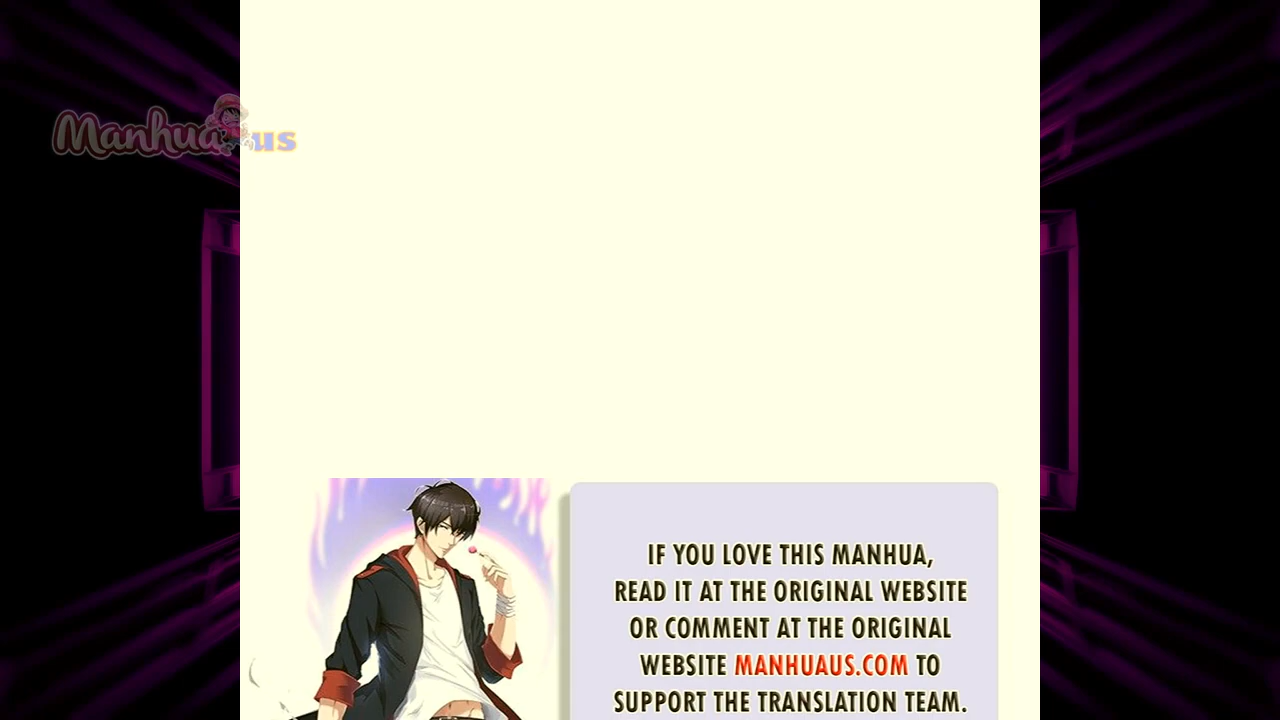 Manhuaus
IF YOU LOVE THIS MANHUA,
READ IT AT THE ORIGINAL WEBSITE
OR COMMENT AT THE ORIGINAL
WEBSITE MANHUAUS.COM TO
SUPPORT THE TRANSLATION TEAM.